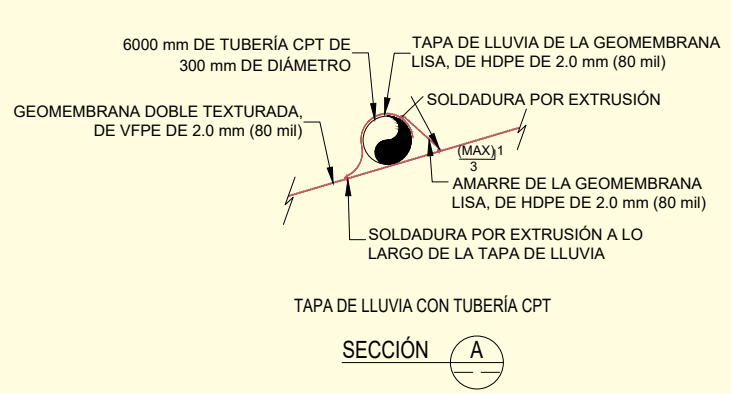 6000 mm DE TUBERÍA CPT DE
300 mm DE DIÁMETRO
TAPA DE LLUVIA DE LA GEOMEMBRANA
LISA, DE HDPE DE 2.0 mm (80 mil)
SOLDADURA POR EXTRUSIÓN
GEOMEMBRANA DOBLE TEXTURADA,
DE VFPE DE 2.0 mm (80 mil)
(MAX) 1
3
AMARRE DE LA GEOMEMBRANA
LISA, DE HDPE DE 2.0 mm (80 mil)
SOLDADURA POR EXTRUSIÓN A LO
LARGO DE LA TAPA DE LLUVIA
TAPA DE LLUVIA CON TUBERÍA CPT
SECCIÓN A